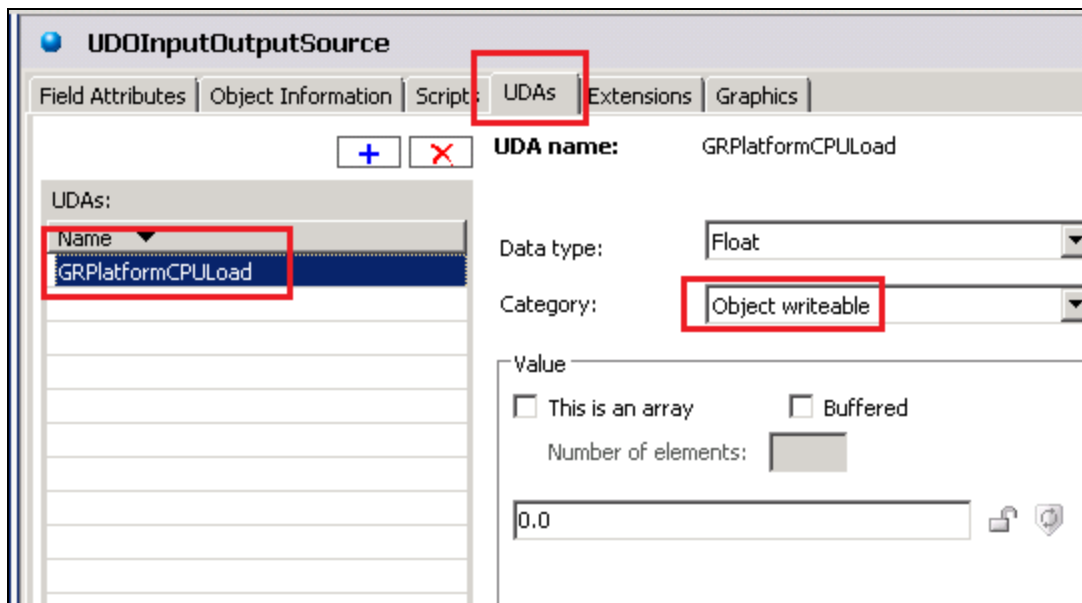 UDOInputOutputSource
Field Attributes Object Information Scripts UDAs Extensions Graphics
UDA name: GRPlatformCPULoad
UDAs:
Name
GRPlatformCPULoad
Data type: Float
Category: Object writeable
Value
This is an array Buffered
Number of elements:
0.0